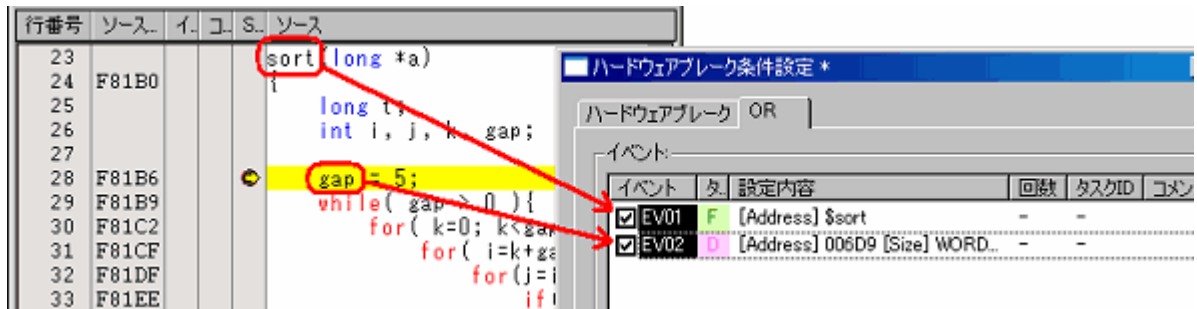 行番号 ソース... イ.. コ.. S.. ソース
23 sort(long *a)
24 F81B0 {
25 long t;
26 int i, j, k, gap;
27
28 F81B6 gap = 5;
29 F81B9 while( gap > 0 ){
30 F81C2 for( k=0; k<gap
31 F81CF for( i=k+ga
32 F81DF for(j=i
33 F81EE if
ハードウェアブレーク条件設定 *
ハードウェアブレーク OR
イベント:
イベント タ.. 設定内容 回数 タスクID コメン
EV01 F [Address] $sort - -
EV02 D [Address] 006D9 [Size] WORD... - -